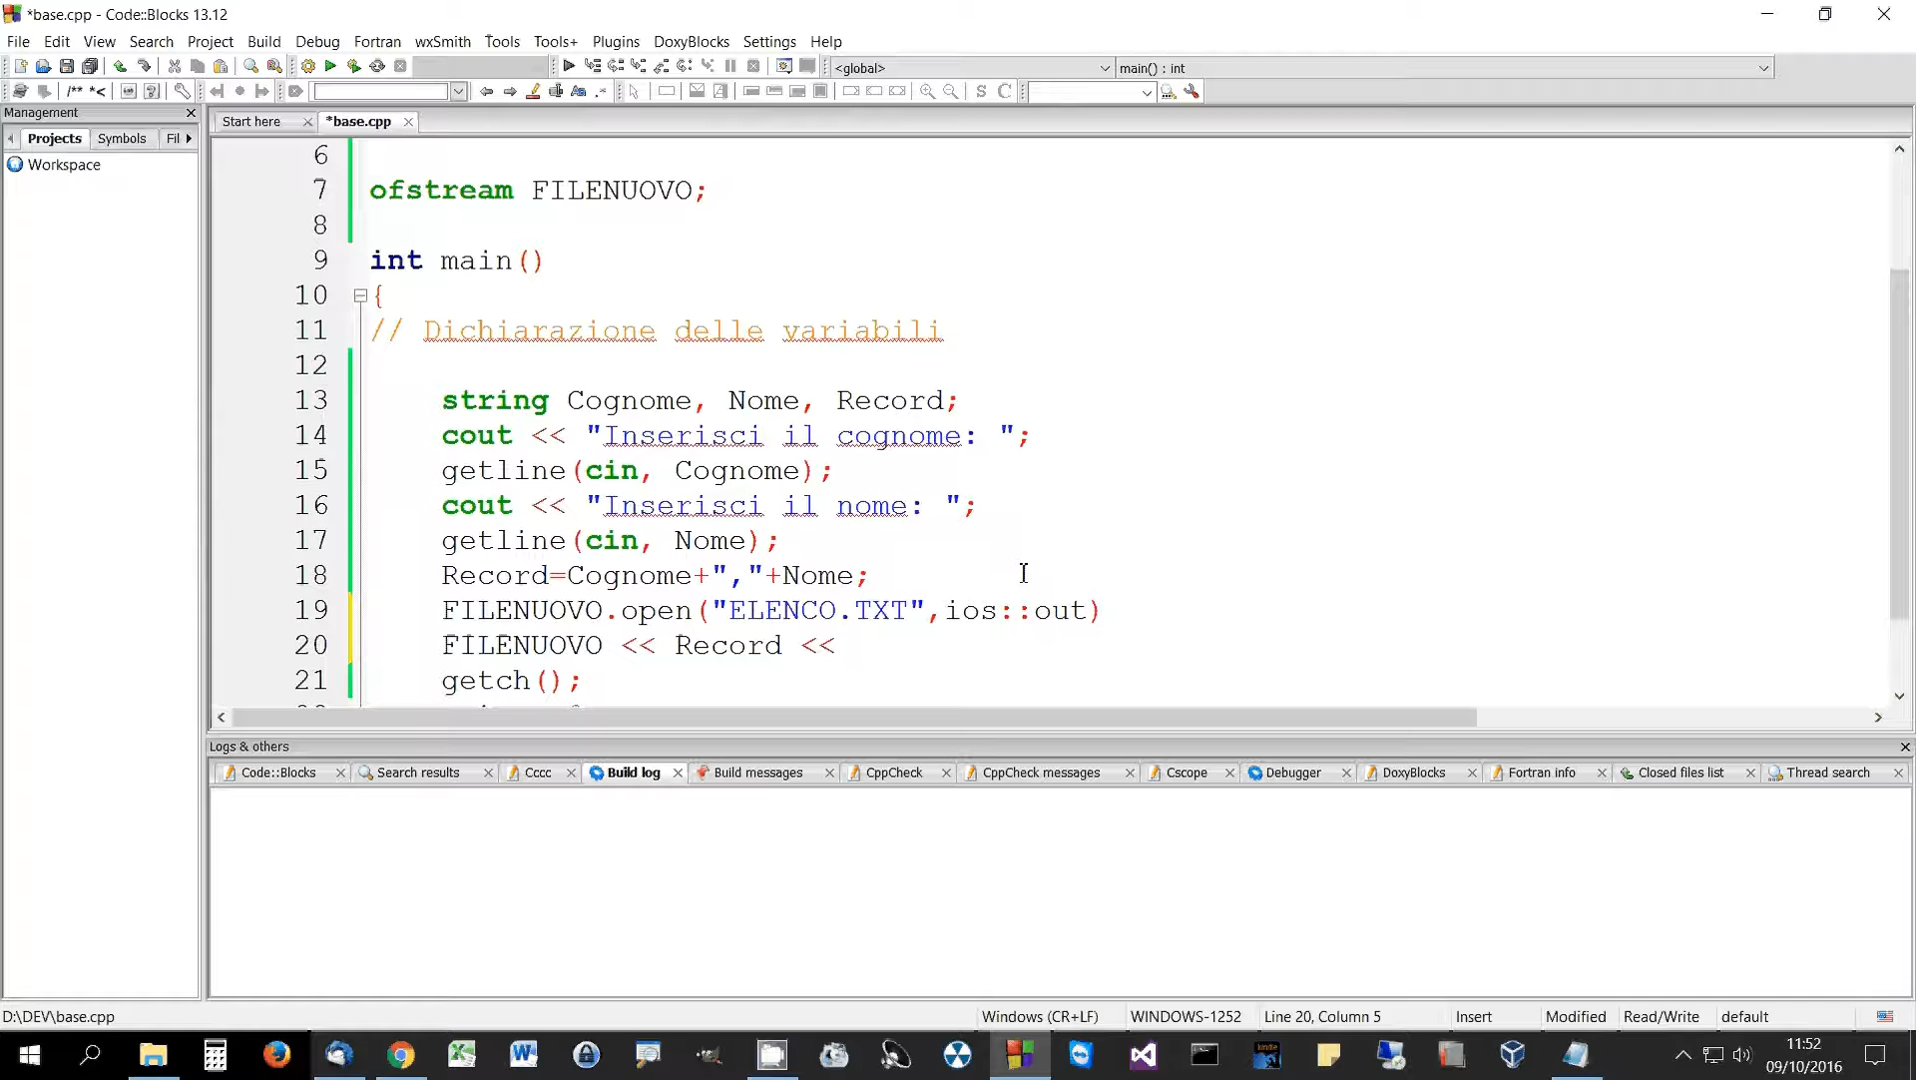 *base.cpp - Code::Blocks 13.12
File Edit View Search Project Build Debug Fortran wxSmith Tools Tools+ Plugins DoxyBlocks Settings Help
<global> main() : int
/** *<
S C
Management
Start here *base.cpp
Projects Symbols Fil
Workspace
6
7 ofstream FILENUOVO;
8
9 int main()
10 {
11 // Dichiarazione delle variabili
12
13 string Cognome, Nome, Record;
14 cout << "Inserisci il cognome: ";
15 getline(cin, Cognome);
16 cout << "Inserisci il nome: ";
17 getline(cin, Nome);
18 Record=Cognome+","+Nome;
19 FILENUOVO.open("ELENCO.TXT",ios::out)
20 FILENUOVO << Record <<
21 getch();
Logs & others
Code::Blocks Search results Cccc Build log Build messages CppCheck CppCheck messages Cscope Debugger DoxyBlocks Fortran info Closed files list Thread search
D:\DEV\base.cpp Windows (CR+LF) WINDOWS-1252 Line 20, Column 5 Insert Modified Read/Write default
11:52
09/10/2016